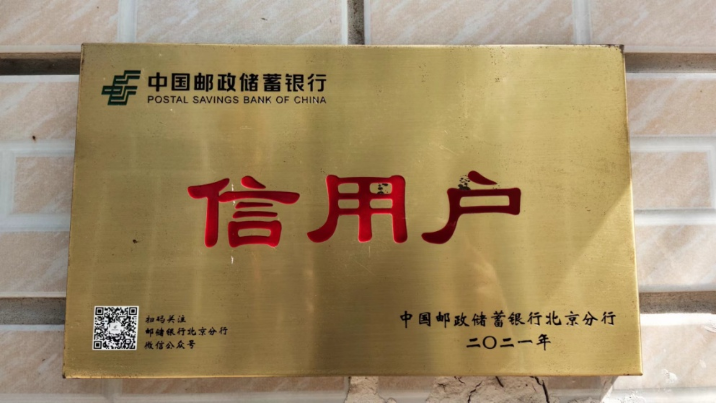 中国邮政储蓄银行
POSTAL SAVINGS BANK OF CHINA
信用户
扫码关注
邮储银行北京分行
微信公众号
中国邮政储蓄银行北京分行
二〇二一年